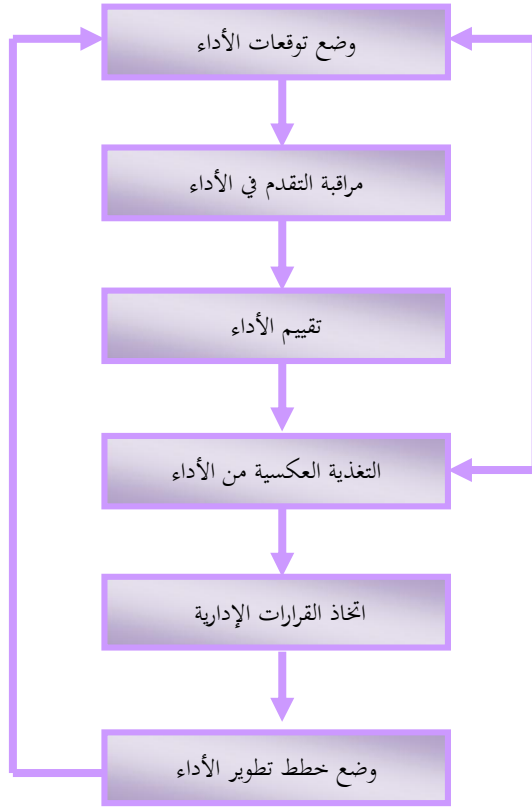 وضع توقعات الأداء
مراقبة التقدم في الأداء
تقييم الأداء
التغذية العكسية من الأداء
اتخاذ القرارات الإدارية
وضع خطط تطوير الأداء